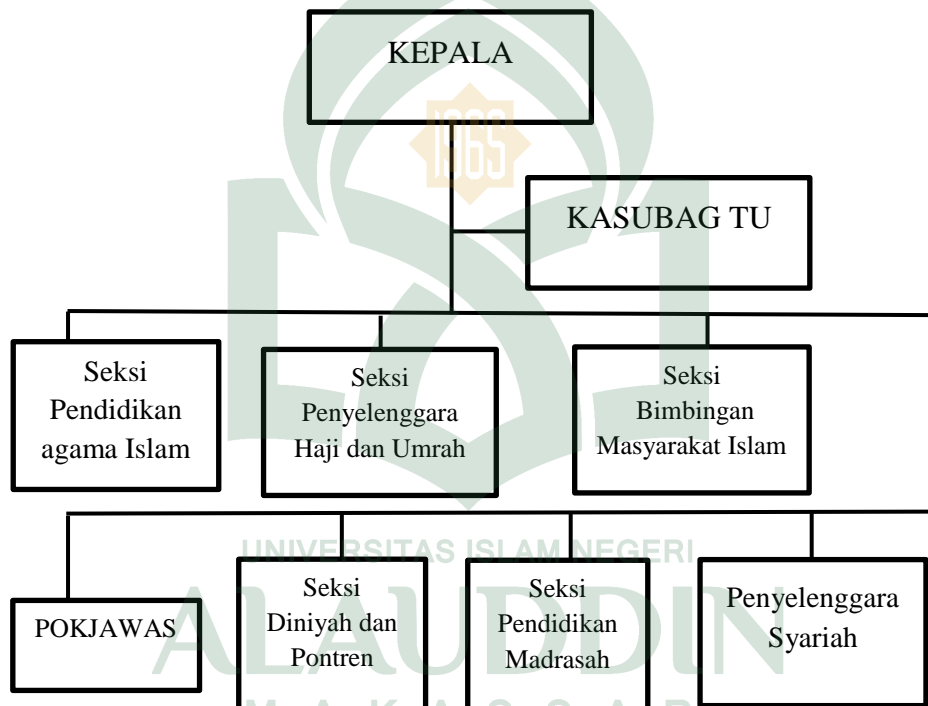 KEPALA
1965
KASUBAG TU
Seksi
Pendidikan
agama Islam
Seksi
Penyelenggara
Haji dan Umrah
Seksi
Bimbingan
Masyarakat Islam
UNIVERSITAS ISLAM NEGERI
ALAUDDIN
POKJAWAS
Seksi
Diniyah dan
Pontren
Seksi
Pendidikan
Madrasah
Penyelenggara
Syariah
M A K A S S A R